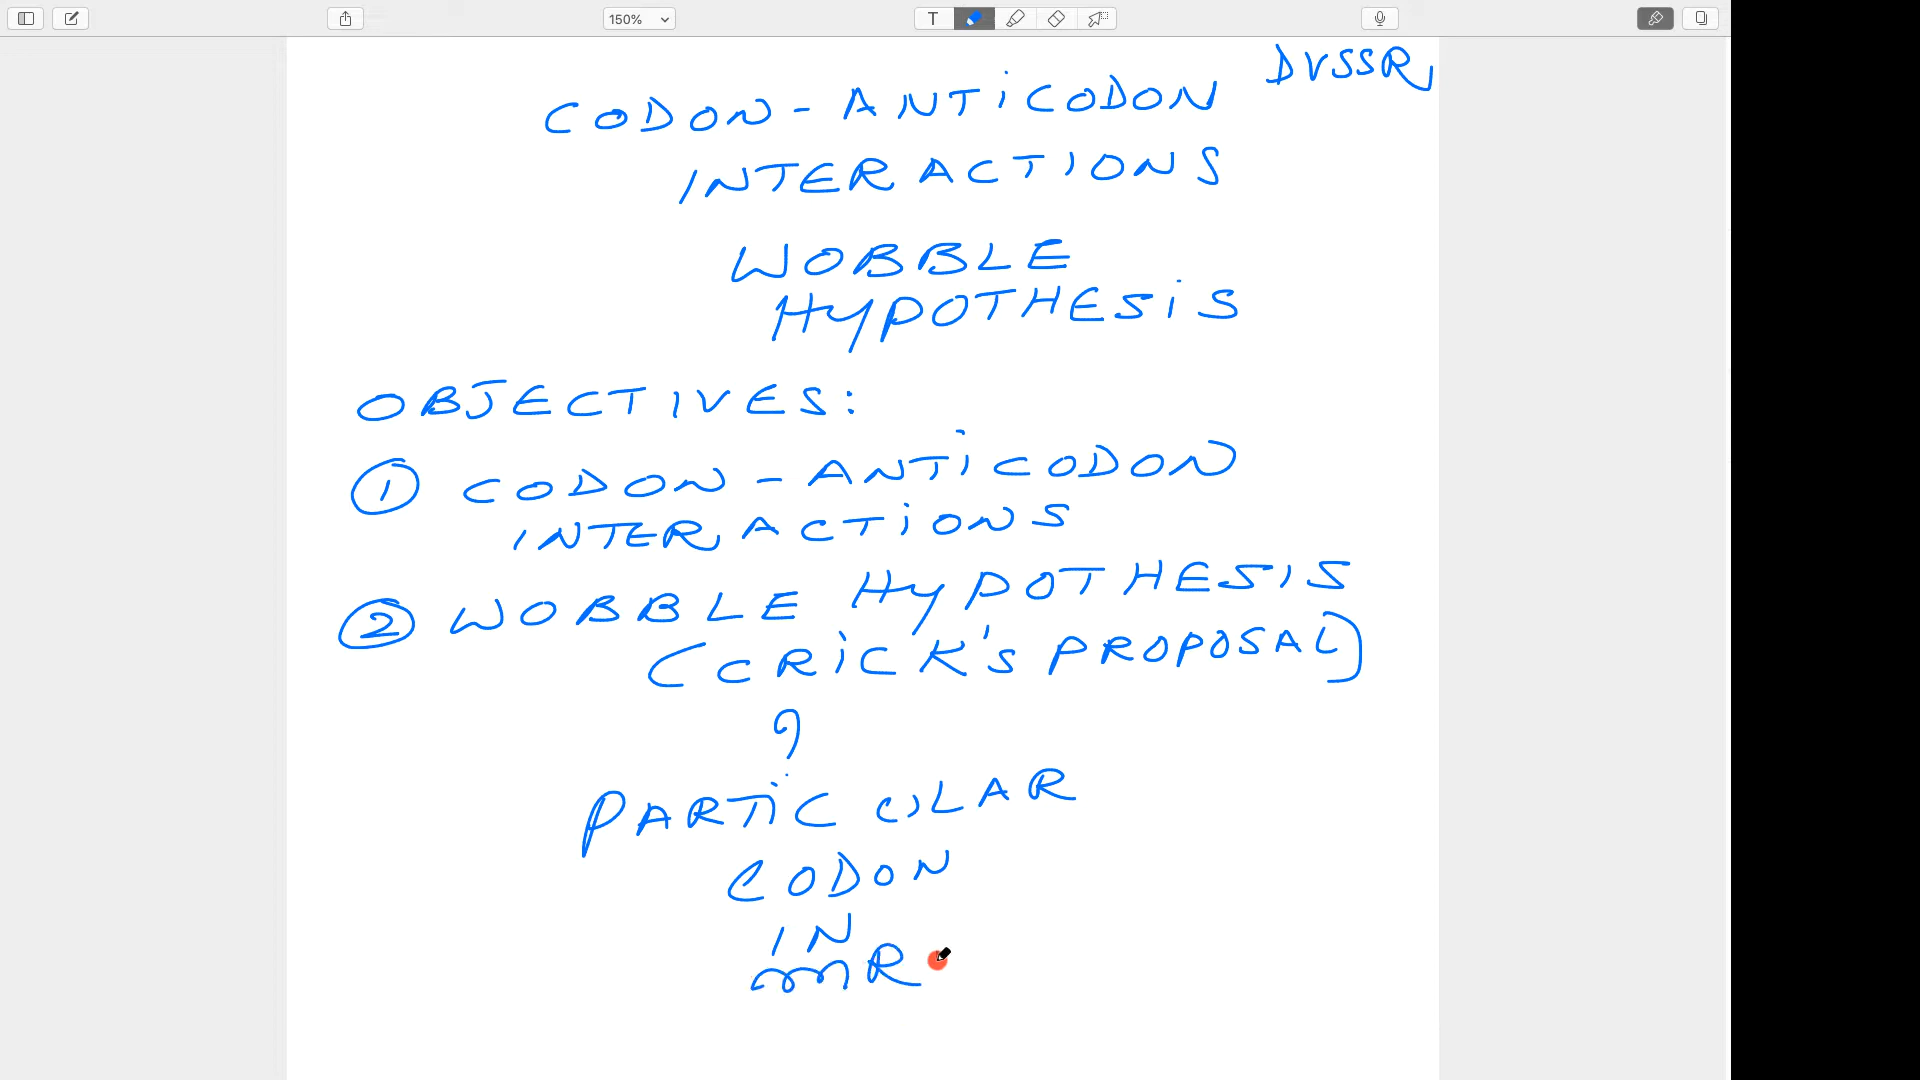 150%
T
DVSSR
CODON-ANTICODON
INTERACTIONS
WOBBLE
HYPOTHESIS
OBJECTIVES:
① CODON-ANTICODON
INTERACTIONS
② WOBBLE HYPOTHESIS
(CRICK'S PROPOSAL)
?
PARTICULAR
CODON
IN
mR